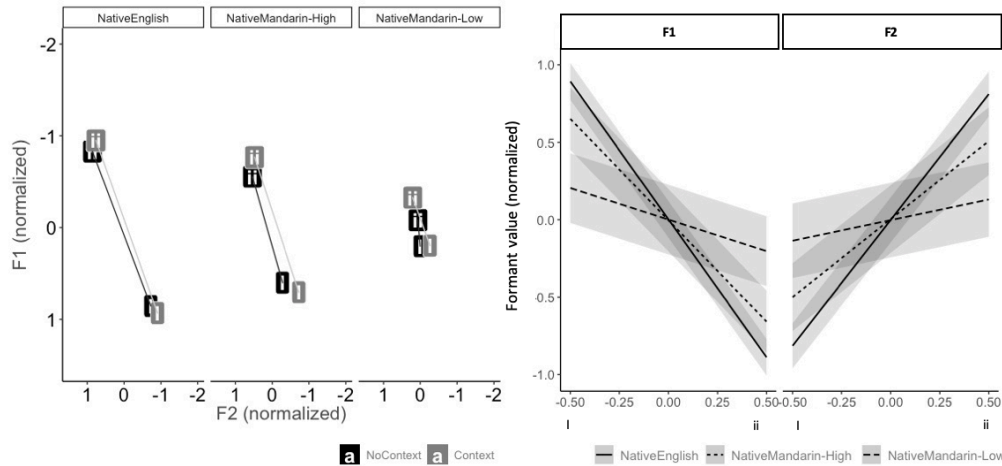 NativeEnglish
NativeMandarin-High
NativeMandarin-Low
-2
-1
0
1
F1 (normalized)
ii
ii
i
i
ii
ii
i
i
ii
ii
i
i
1 0 -1 -2
1 0 -1 -2
1 0 -1 -2
F2 (normalized)
a NoContext a Context
F1
F2
Formant value (normalized)
1.0
0.5
0.0
-0.5
-1.0
-0.50 -0.25 0.00 0.25 0.50
-0.50 -0.25 0.00 0.25 0.50
I ii
I ii
NativeEnglish NativeMandarin-High NativeMandarin-Low